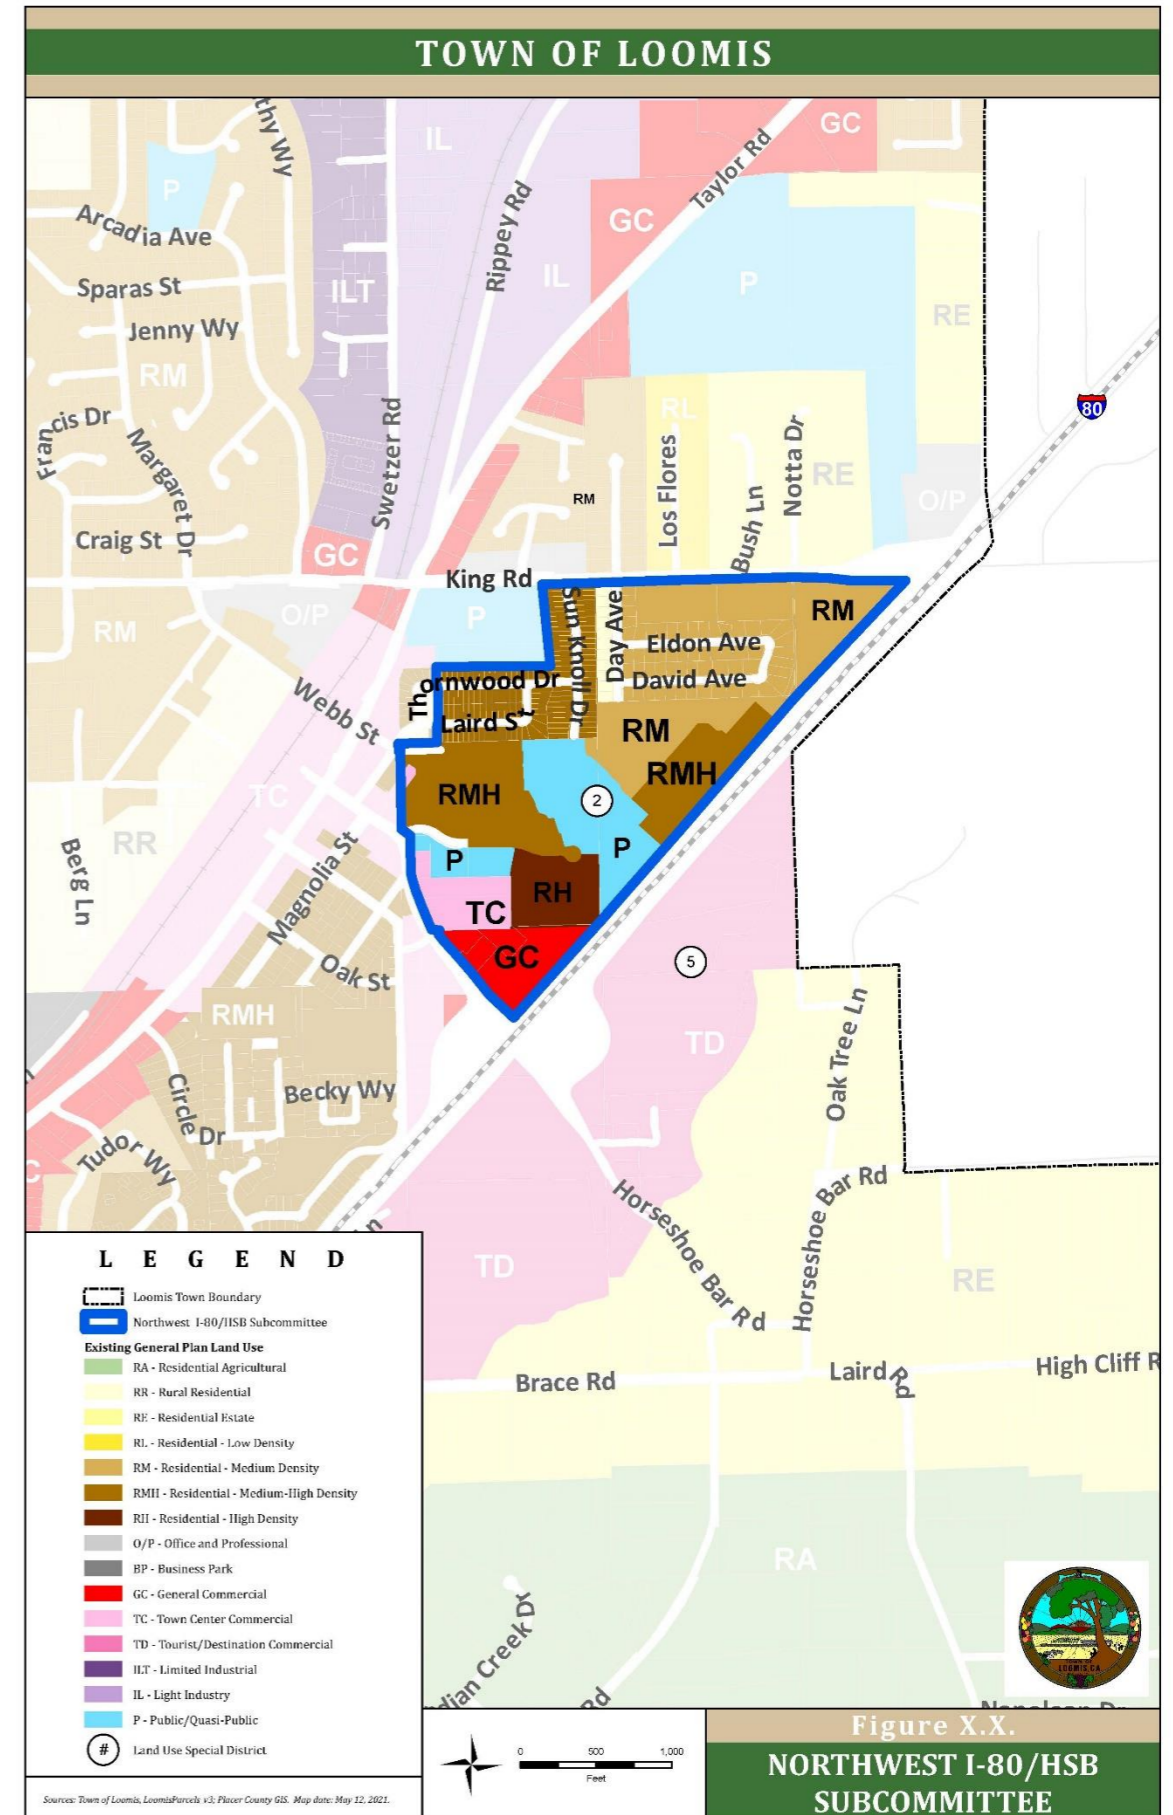 TOWN OF LOOMIS
thy Wy
IL
GC
Taylor Rd
P
Arcadia Ave
Rippey Rd
GC
Sparas St
ILT
IL
P
Jenny Wy
RE
RM
80
Francis Dr
Margaret Dr
Swetzer Rd
RL
Los Flores
Notta Dr
RE
RM
Bush Ln
O/P
Craig St
GC
King Rd
O/P
P
RM
Sun Knoll Dr
Day Ave
RM
Eldon Ave
Thornwood Dr
David Ave
Webb St
Laird St
RM
RMH
TC
RMH
2
RR
Berg Ln
Magnolia St
P
P
RH
TC
GC
Oak St
5
RMH
TD
Oak Tree Ln
Circle Dr
Becky Wy
Tudor Wy
C
Horseshoe Bar Rd
Horseshoe Bar Rd
TD
RE
Brace Rd
Laird Rd
High Cliff R
RA
dian Creek Dr
Rd
LEGEND
Loomis Town Boundary
Northwest I-80/HSB Subcommittee
Existing General Plan Land Use
RA - Residential Agricultural
RR - Rural Residential
RE - Residential Estate
RL - Residential - Low Density
RM - Residential - Medium Density
RMH - Residential - Medium-High Density
RH - Residential - High Density
O/P - Office and Professional
BP - Business Park
GC - General Commercial
TC - Town Center Commercial
TD - Tourist/Destination Commercial
ILT - Limited Industrial
IL - Light Industry
P - Public/Quasi-Public
# Land Use Special District
Sources: Town of Loomis, LoomisParcels v3; Placer County GIS. Map date: May 12, 2021.
0 500 1,000
Feet
LOOMIS CA
Figure X.X.
NORTHWEST I-80/HSB
SUBCOMMITTEE